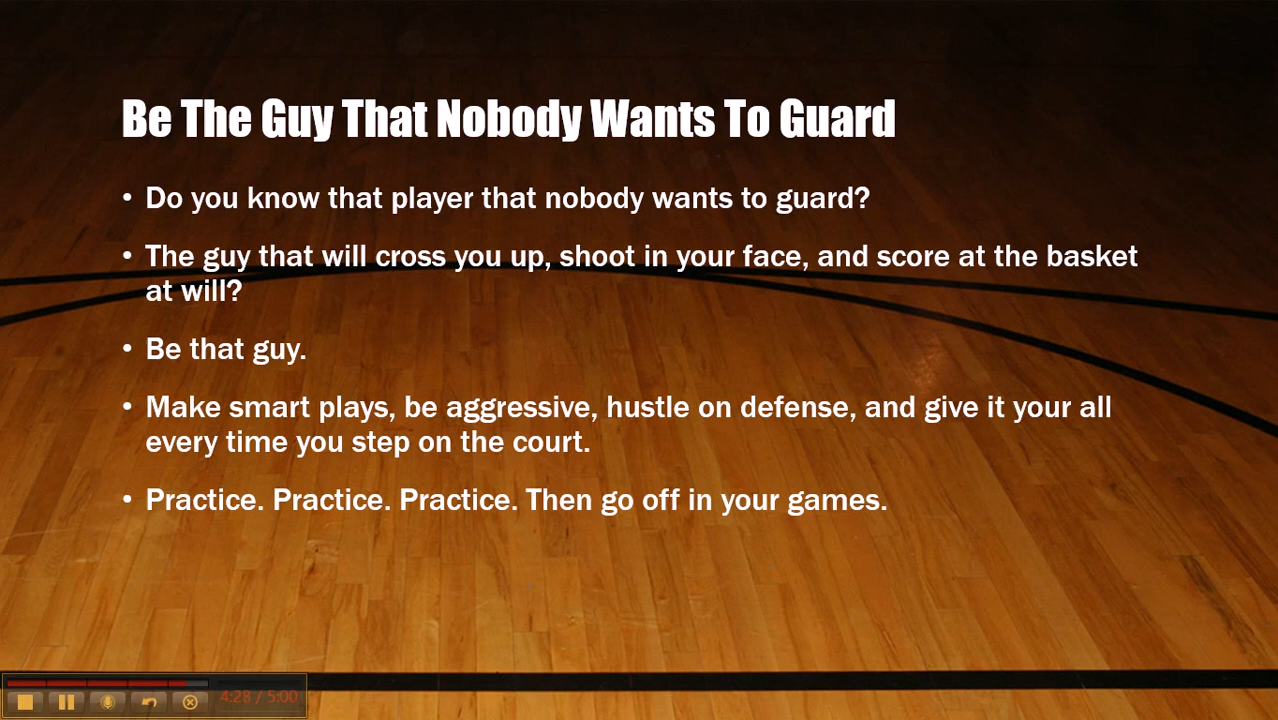 Be The Guy That Nobody Wants To Guard
• Do you know that player that nobody wants to guard?
• The guy that will cross you up, shoot in your face, and score at the basket
at will?
• Be that guy.
• Make smart plays, be aggressive, hustle on defense, and give it your all
every time you step on the court.
• Practice. Practice. Practice. Then go off in your games.
4:28 / 5:00